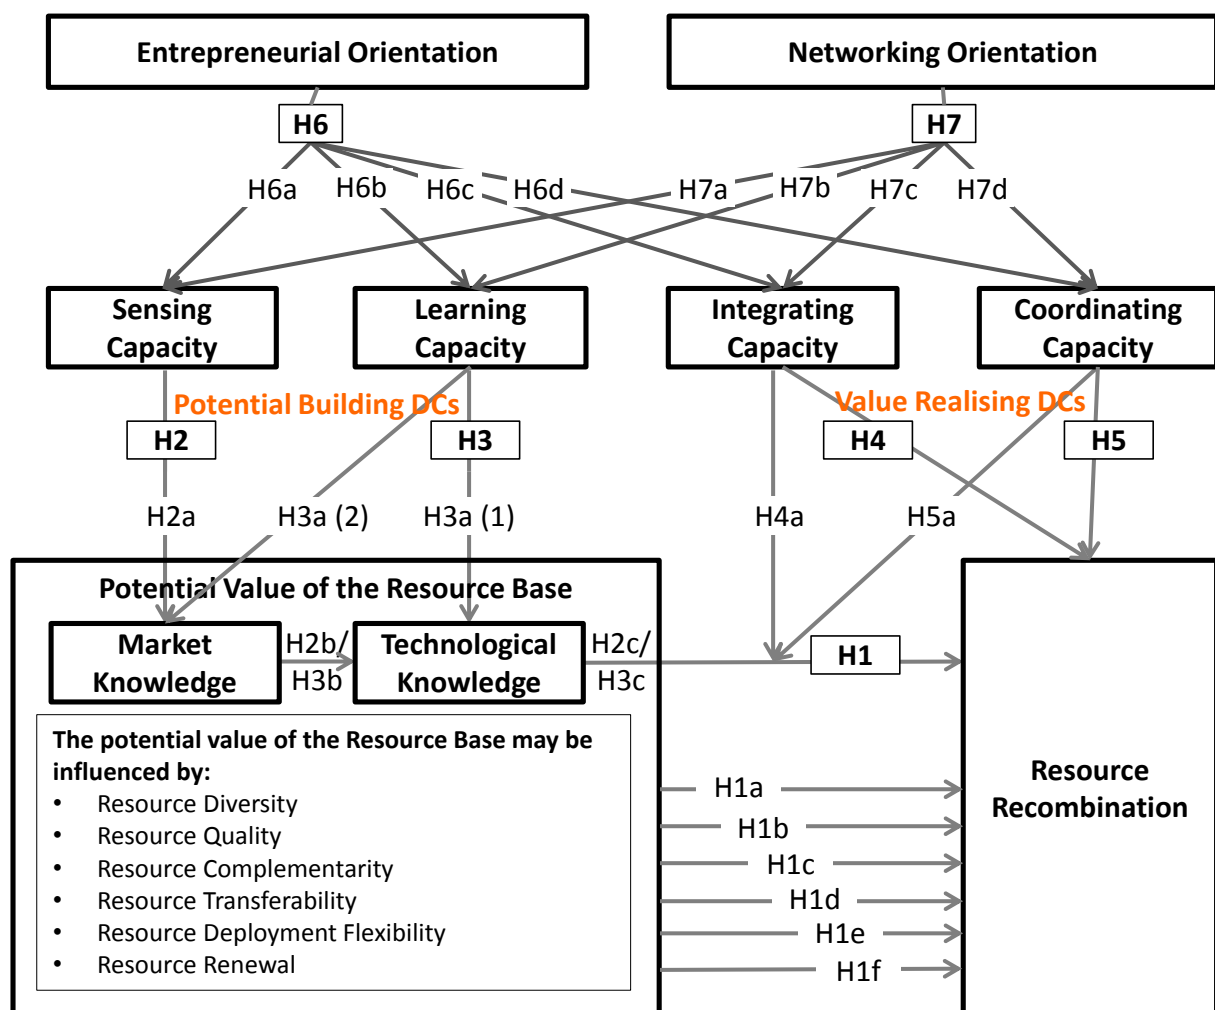 Entrepreneurial Orientation
Networking Orientation
H6
H7
H6a
H6b
H6c
H6d
H7a
H7b
H7c
H7d
Sensing
Capacity
Learning
Capacity
Integrating
Capacity
Coordinating
Capacity
Potential Building DCs
Value Realising DCs
H2
H3
H4
H5
H2a
H3a (2)
H3a (1)
H4a
H5a
Potential Value of the Resource Base
Market
Knowledge
H2b/
H3b
Technological
Knowledge
H2c/
H3c
H1
The potential value of the Resource Base may be
influenced by:
• Resource Diversity
• Resource Quality
• Resource Complementarity
• Resource Transferability
• Resource Deployment Flexibility
• Resource Renewal
H1a
H1b
H1c
H1d
H1e
H1f
Resource
Recombination